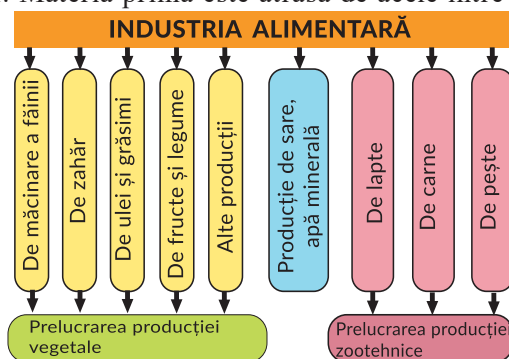 . Materia primă este atrasă de acele între
INDUSTRIA ALIMENTARĂ
De măcinare a făinii
De zahăr
De ulei și grăsimi
De fructe și legume
Alte producții
Producție de sare,
apă minerală
De lapte
De carne
De pește
Prelucrarea producției
vegetale
Prelucrarea producției
zootehnice